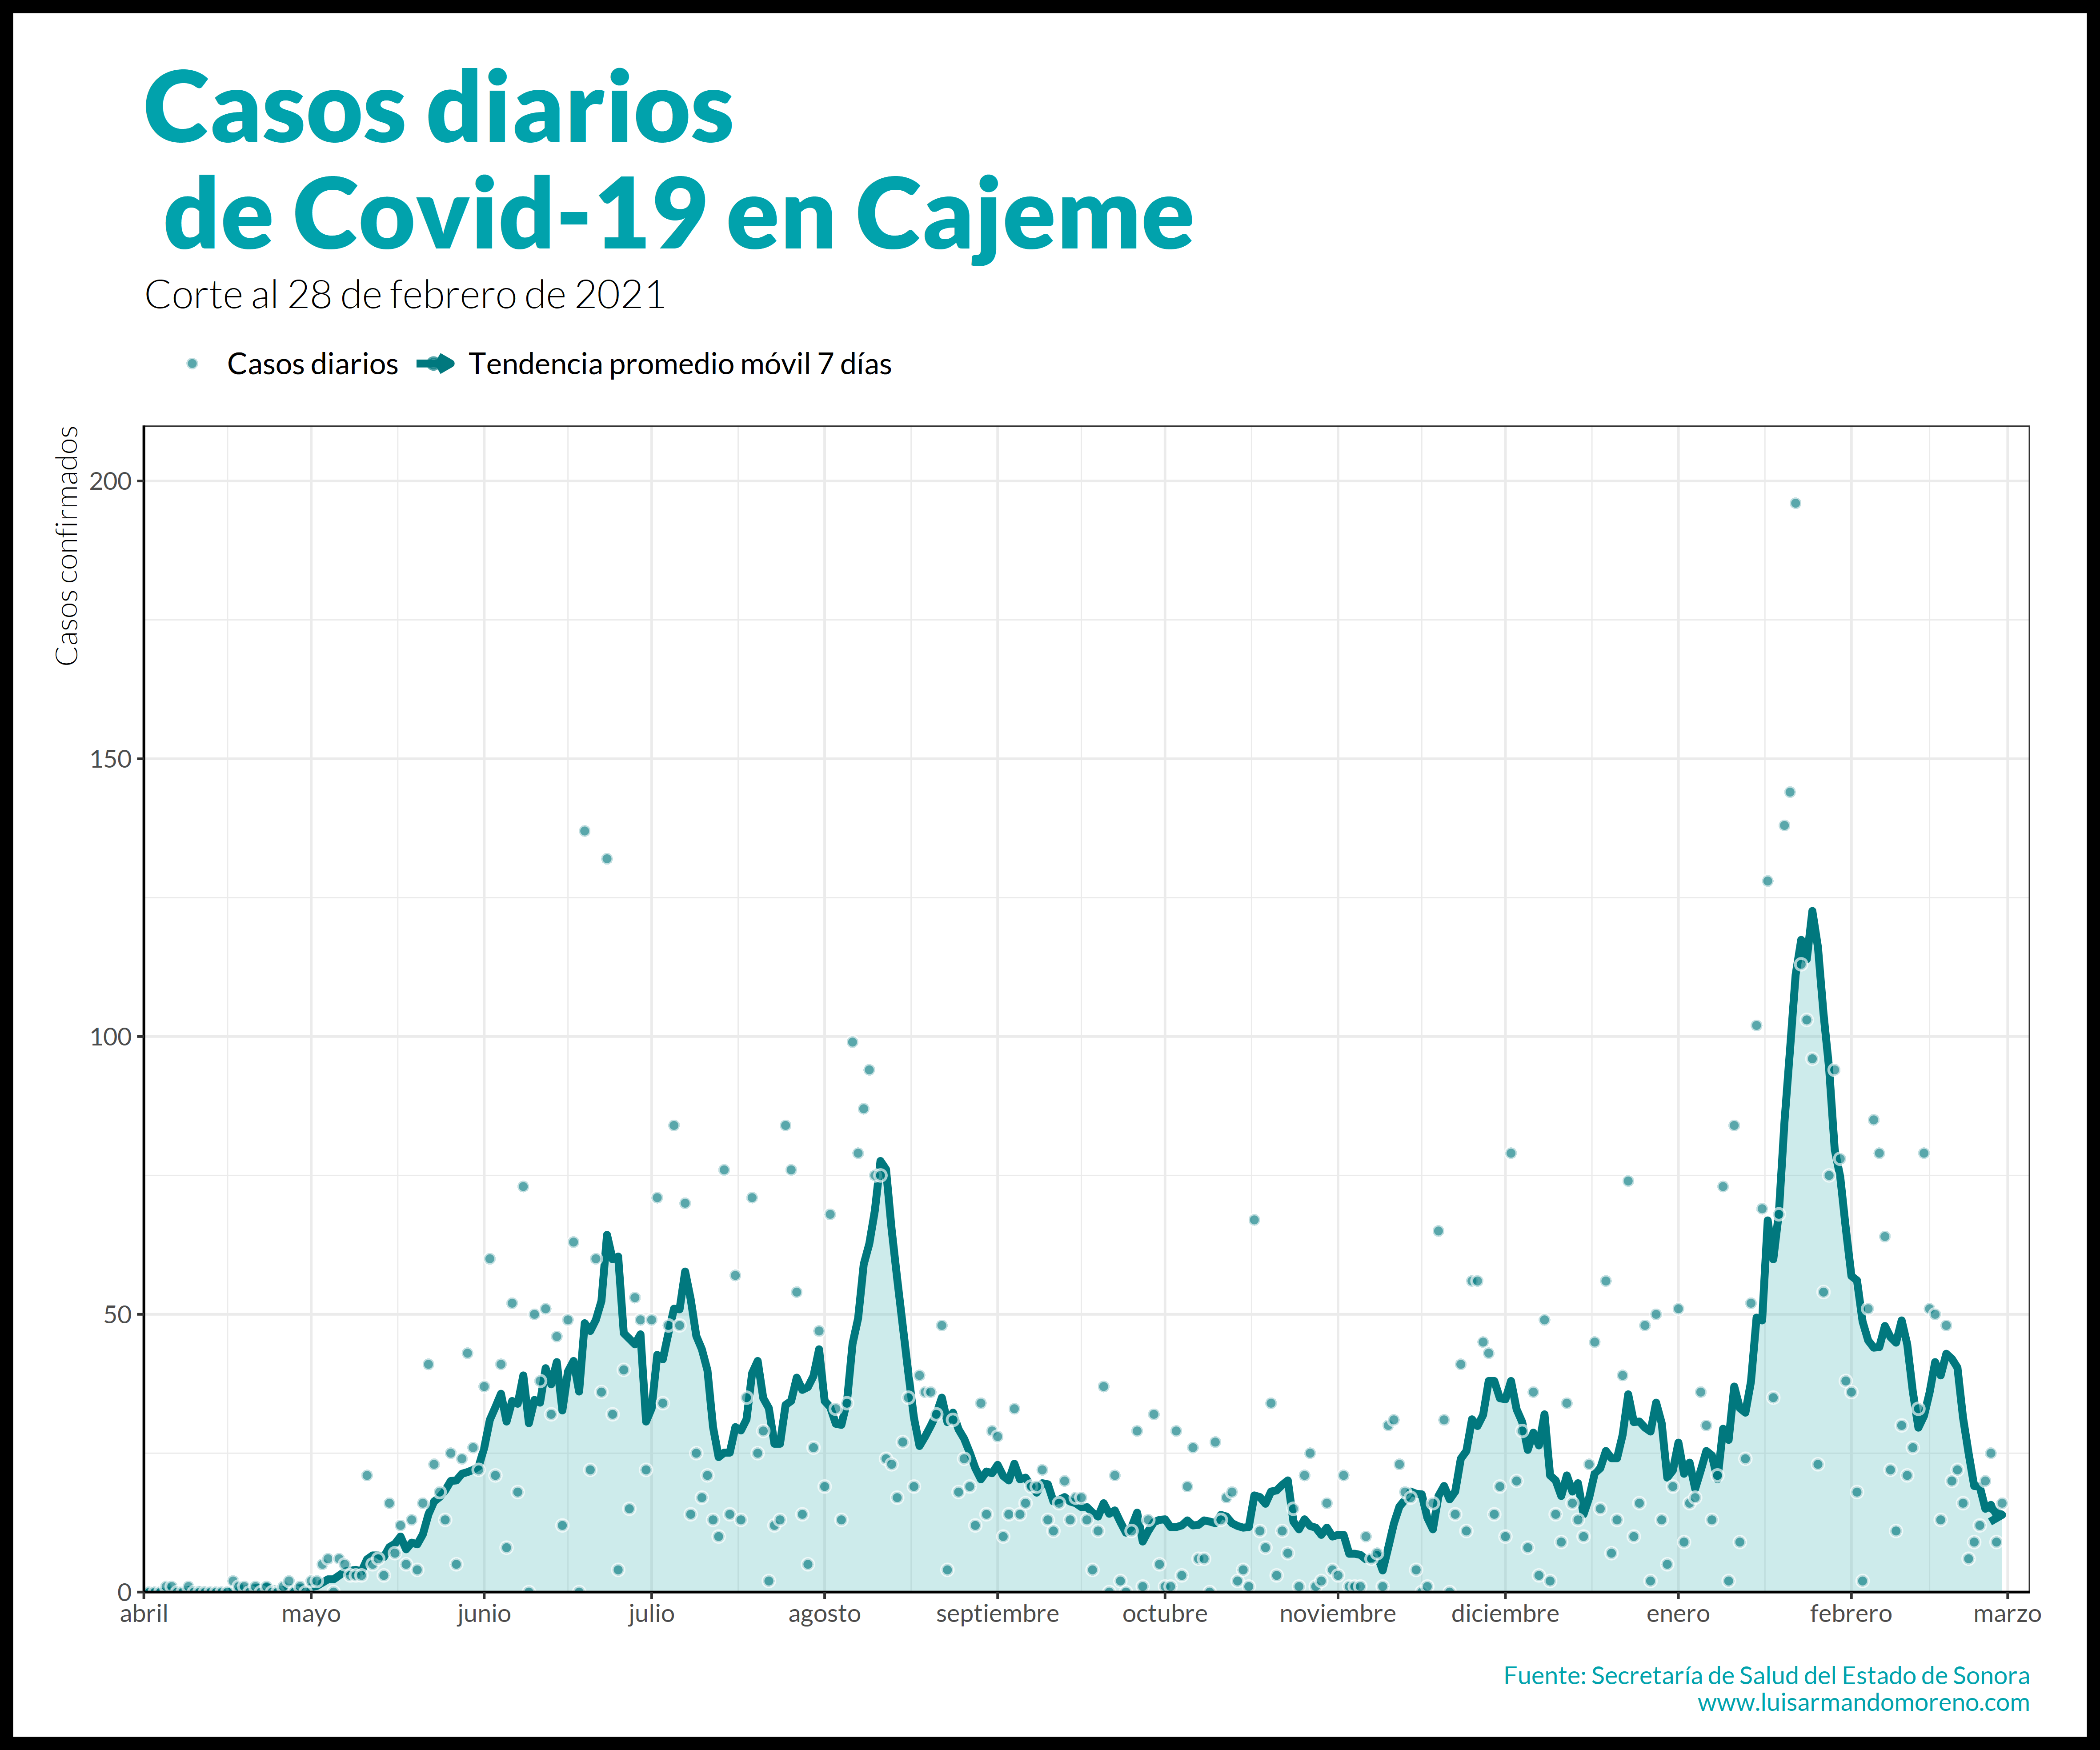 Casos diarios
de Covid-19 en Cajeme
Corte al 28 de febrero de 2021
Casos diarios Tendencia promedio móvil 7 días
Casos confirmados
200
150
100
50
0
abril mayo junio julio agosto septiembre octubre noviembre diciembre enero febrero marzo
Fuente: Secretaría de Salud del Estado de Sonora
www.luisarmandomoreno.com